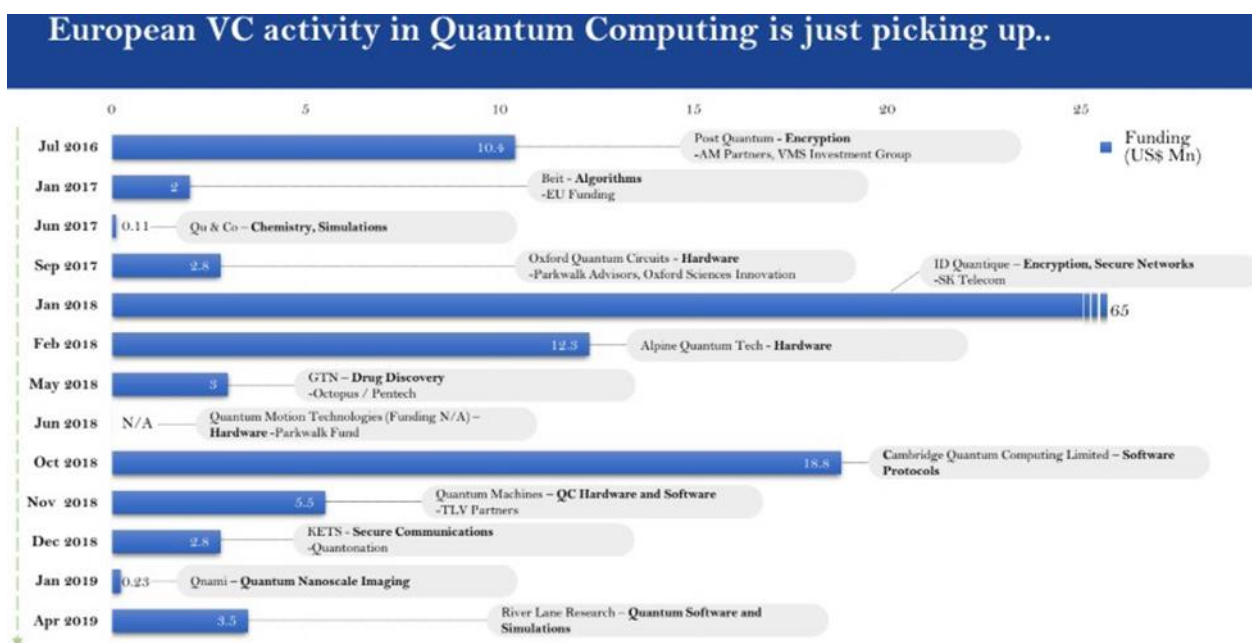 European VC activity in Quantum Computing is just picking up..
0 5 10 15 20 25
Funding
(US$ Mn)
Jul 2016 10.4 Post Quantum - Encryption
-AM Partners, VMS Investment Group
Jan 2017 2 Beit - Algorithms
-EU Funding
Jun 2017 0.11 Qu & Co – Chemistry, Simulations
Sep 2017 2.8 Oxford Quantum Circuits - Hardware
-Parkwalk Advisors, Oxford Sciences Innovation
ID Quantique – Encryption, Secure Networks
-SK Telecom
Jan 2018 65
Feb 2018 12.3 Alpine Quantum Tech - Hardware
May 2018 3 GTN – Drug Discovery
-Octopus / Pentech
Jun 2018 N/A Quantum Motion Technologies (Funding N/A) –
Hardware -Parkwalk Fund
Oct 2018 18.8 Cambridge Quantum Computing Limited – Software
Protocols
Nov 2018 5.5 Quantum Machines – QC Hardware and Software
-TLV Partners
Dec 2018 2.8 KETS - Secure Communications
-Quantonation
Jan 2019 0.23 Qnami – Quantum Nanoscale Imaging
Apr 2019 3.5 River Lane Research – Quantum Software and
Simulations